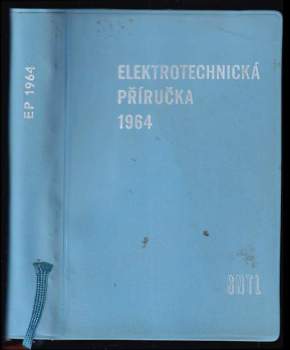 EP 1964
ELEKTROTECHNICKÁ
PŘÍRUČKA
1964
SNTL